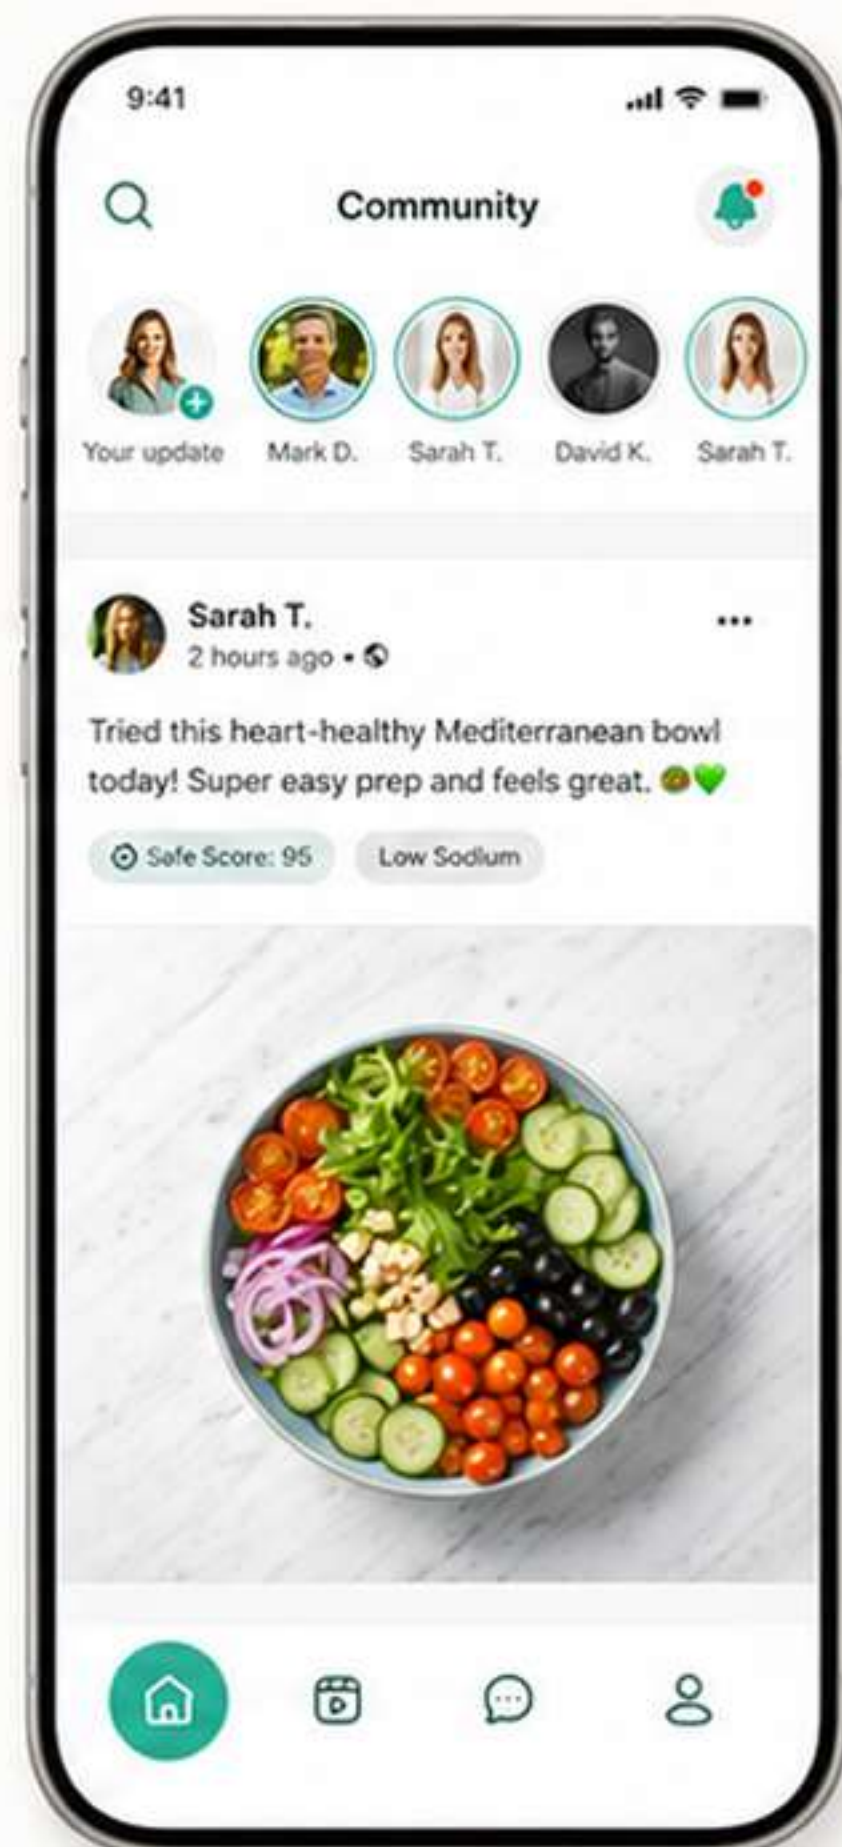 9:41
Community
Your update
Mark D.
Sarah T.
David K.
Sarah T.
Sarah T.
2 hours ago •
Tried this heart-healthy Mediterranean bowl
today! Super easy prep and feels great. 🥗💚
Safe Score: 95
Low Sodium